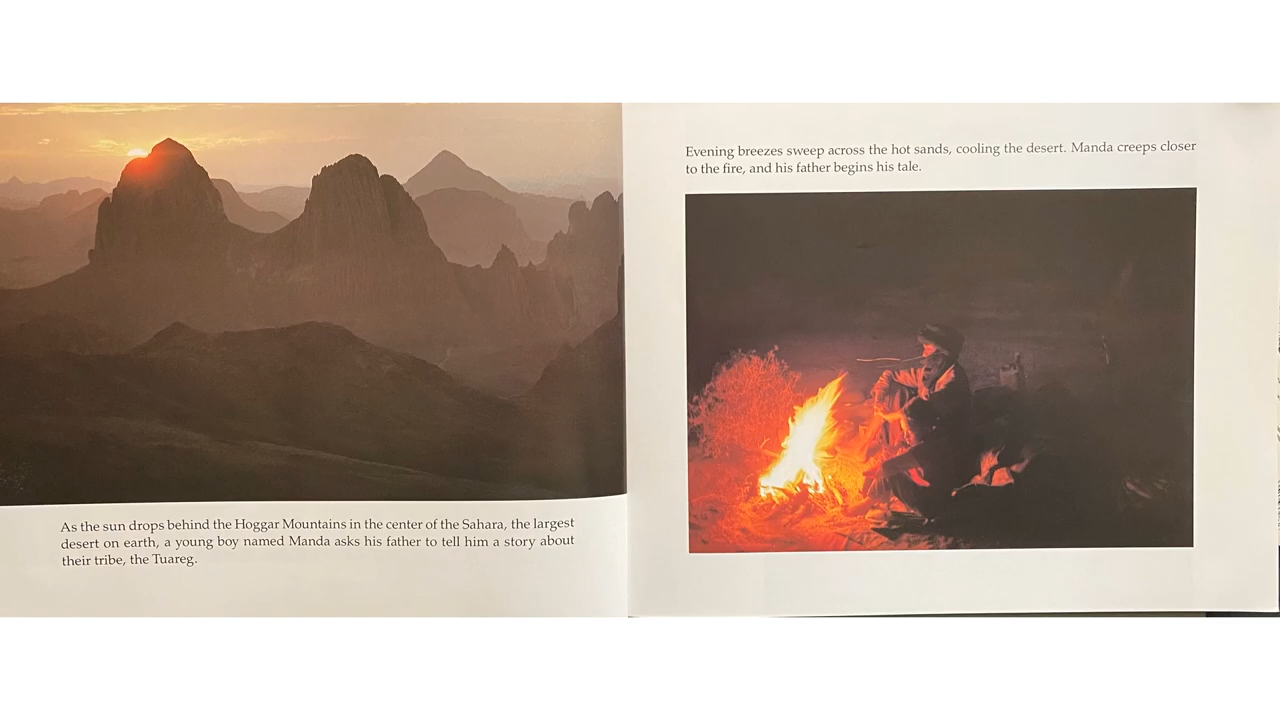 As the sun drops behind the Hoggar Mountains in the center of the Sahara, the largest
desert on earth, a young boy named Manda asks his father to tell him a story about
their tribe, the Tuareg.
Evening breezes sweep across the hot sands, cooling the desert. Manda creeps closer
to the fire, and his father begins his tale.